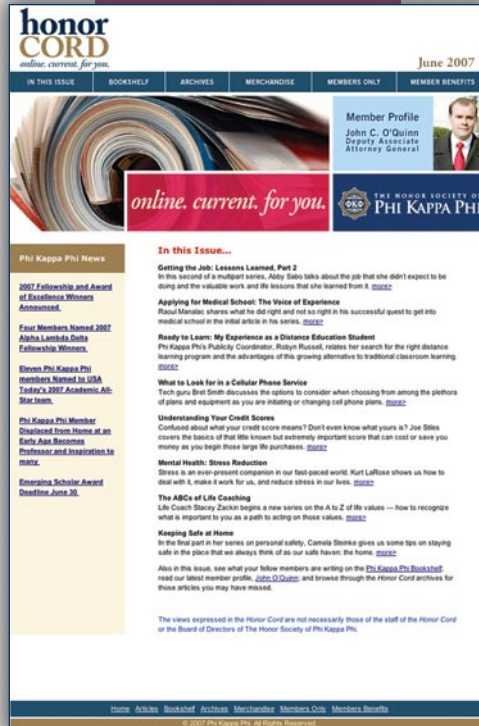 honor
CORD
online. current. for you.
June 2007
IN THIS ISSUE BOOKSHELF ARCHIVES MERCHANDISE MEMBERS ONLY MEMBER BENEFITS
Member Profile
John C. O'Quinn
Deputy Associate
Attorney General
online. current. for you.
ΦΚΦ
THE HONOR SOCIETY OF
PHI KAPPA PHI
Phi Kappa Phi News
2007 Fellowship and Award
of Excellence Winners
Announced
Four Members Named 2007
Alpha Lambda Delta
Fellowship Winners
Eleven Phi Kappa Phi
members Named to USA
Today's 2007 Academic All-
Star team
Phi Kappa Phi Member
Displaced from Home at an
Early Age Becomes
Professor and Inspiration to
many
Emerging Scholar Award
Deadline June 30
In this Issue...
Getting the Job: Lessons Learned, Part 2
In this second of a multipart series, Abby Sabo talks about the job that she didn't expect to be
doing and the valuable work and life lessons that she learned from it. more>
Applying for Medical School: The Voice of Experience
Raoul Manalac shares what he did right and not so right in his successful quest to get into
medical school in the initial article in his series. more>
Ready to Learn: My Experience as a Distance Education Student
Phi Kappa Phi's Publicity Coordinator, Robyn Russell, relates her search for the right distance
learning program and the advantages of this growing alternative to traditional classroom learning.
more>
What to Look for in a Cellular Phone Service
Tech guru Bret Smith discusses the options to consider when choosing from among the plethora
of plans and equipment as you are initiating or changing cell phone plans. more>
Understanding Your Credit Scores
Confused about what your credit score means? Don't even know what yours is? Joe Stiles
covers the basics of that little known but extremely important score that can cost or save you
money as you begin those large life purchases. more>
Mental Health: Stress Reduction
Stress is an ever-present companion in our fast-paced world. Kurt LaRose shows us how to
deal with it, make it work for us, and reduce stress in our lives. more>
The ABCs of Life Coaching
Life Coach Stacey Zackin begins a new series on the A to Z of life values — how to recognize
what is important to you as a path to acting on those values. more>
Keeping Safe at Home
In the final part in her series on personal safety, Camela Steinke gives us some tips on staying
safe in the place that we always think of as our safe haven: the home. more>
Also in this issue, see what your fellow members are writing on the Phi Kappa Phi Bookshelf;
read our latest member profile, John O'Quinn; and browse through the Honor Cord archives for
those articles you may have missed.
The views expressed in the Honor Cord are not necessarily those of the staff of the Honor Cord
or the Board of Directors of The Honor Society of Phi Kappa Phi.
Home Articles Bookshelf Archives Merchandise Members Only Members Benefits
© 2007 Phi Kappa Phi. All Rights Reserved.